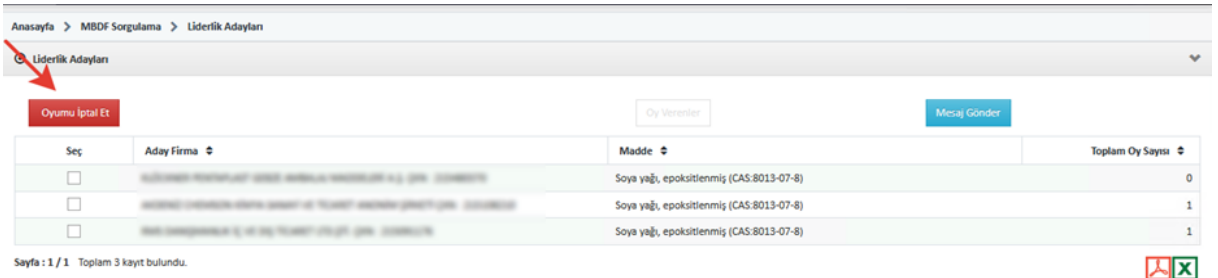 Anasayfa > MBDF Sorgulama > Liderlik Adayları
Liderlik Adayları
Oyumu İptal Et Oy Verenler Mesaj Gönder
Seç Aday Firma Madde Toplam Oy Sayısı
Soya yağı, epoksitlenmiş (CAS:8013-07-8) 0
Soya yağı, epoksitlenmiş (CAS:8013-07-8) 1
Soya yağı, epoksitlenmiş (CAS:8013-07-8) 1
Sayfa : 1 / 1 Toplam 3 kayıt bulundu.